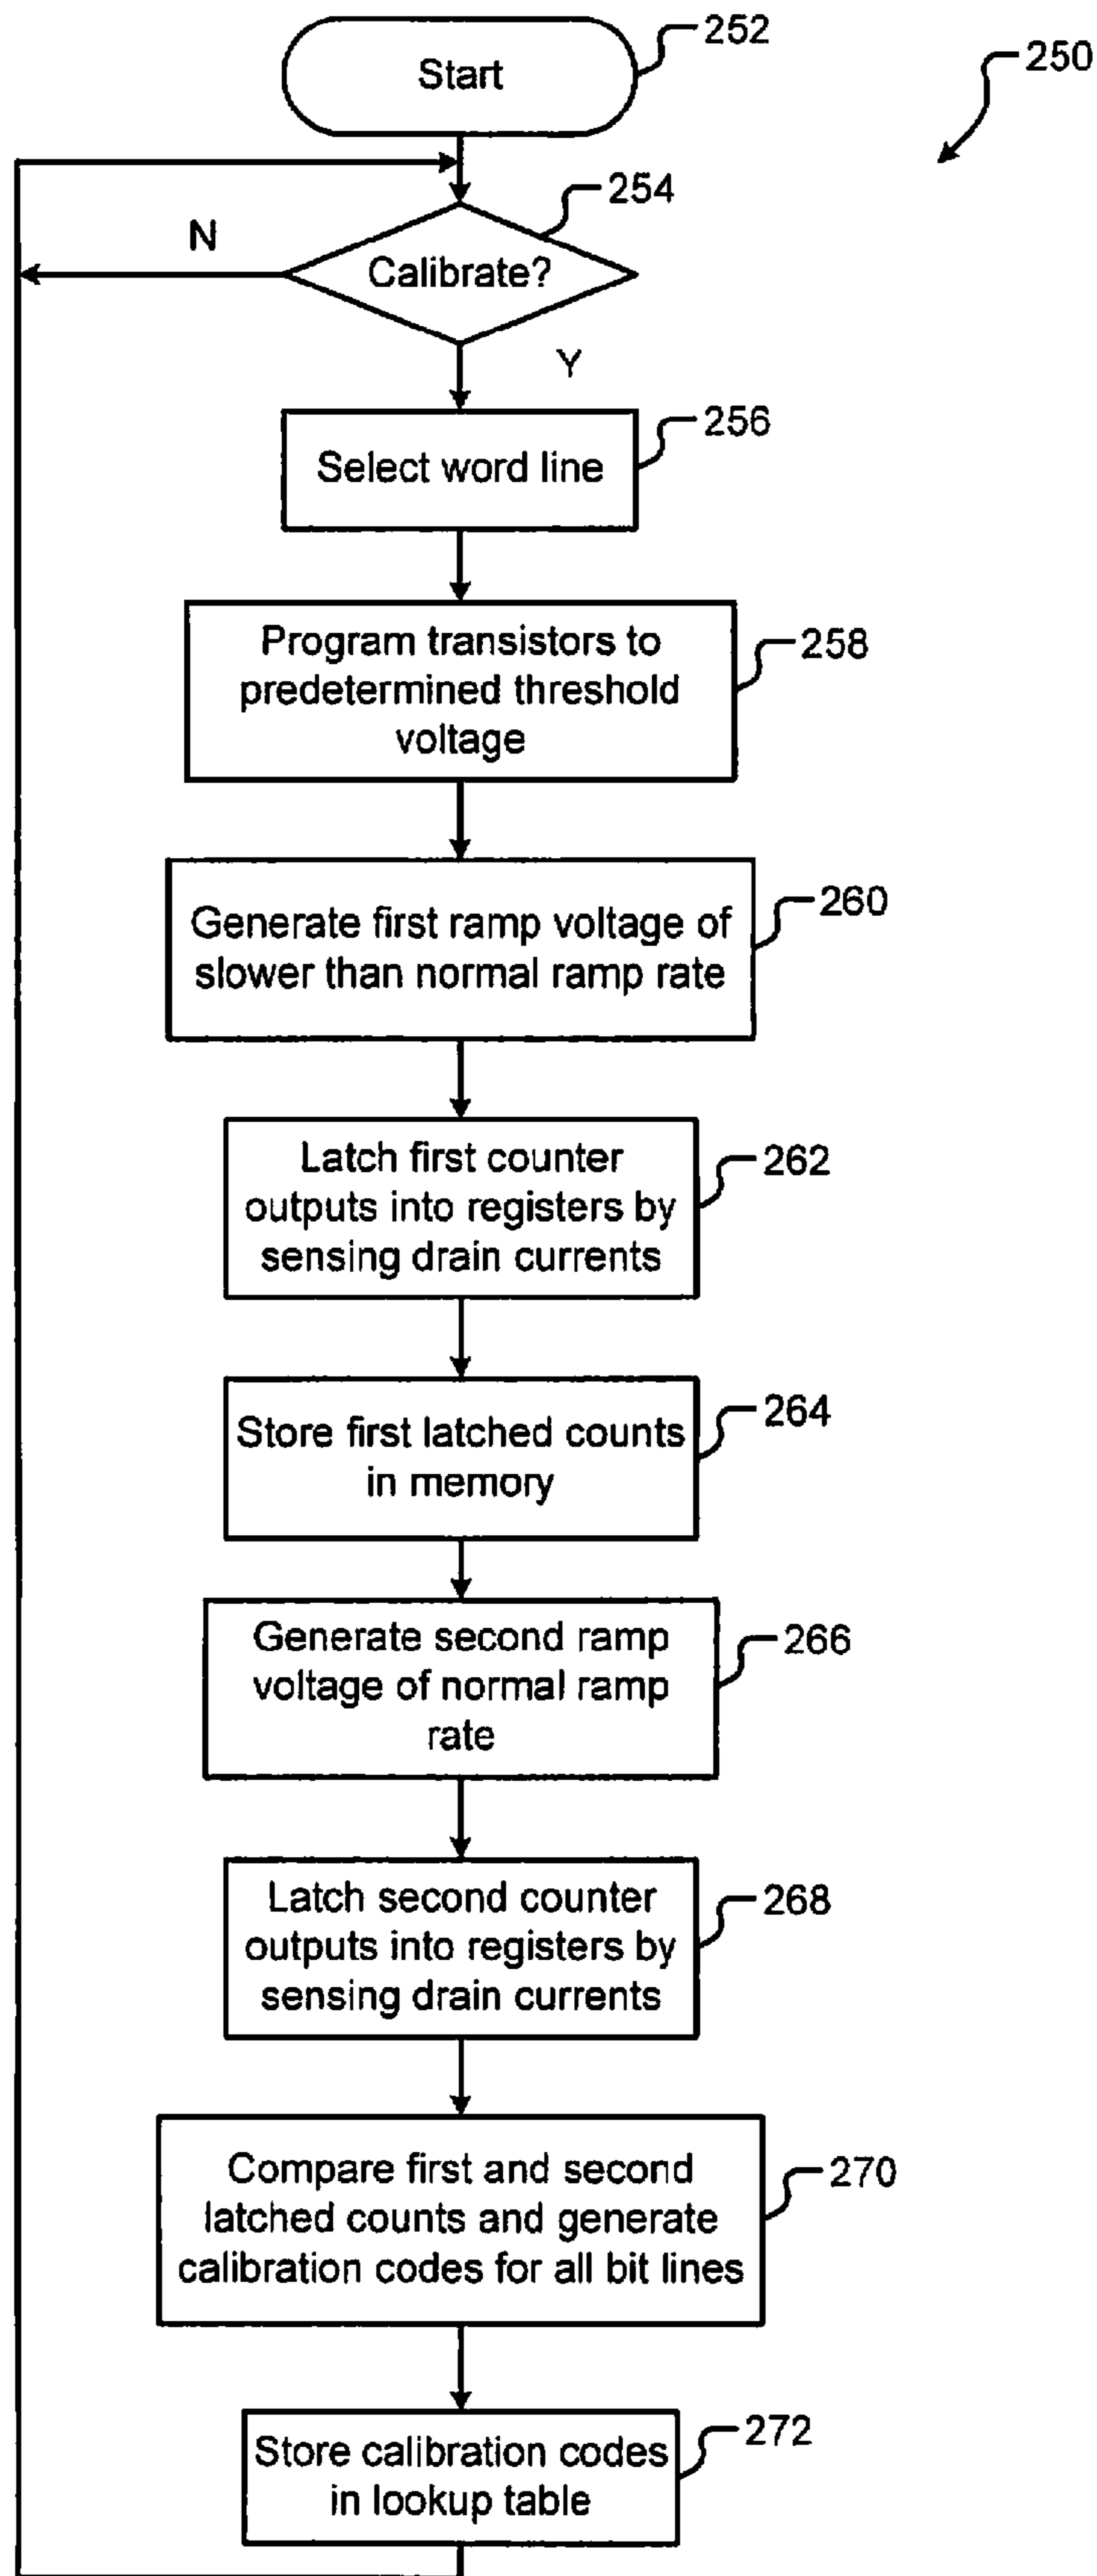 252
Start
250
254
N
Calibrate?
Y
256
Select word line
Program transistors to
predetermined threshold
voltage
258
Generate first ramp voltage of
slower than normal ramp rate
260
Latch first counter
outputs into registers by
sensing drain currents
262
Store first latched counts
in memory
264
Generate second ramp
voltage of normal ramp
rate
266
Latch second counter
outputs into registers by
sensing drain currents
268
Compare first and second
latched counts and generate
calibration codes for all bit lines
270
Store calibration codes
in lookup table
272